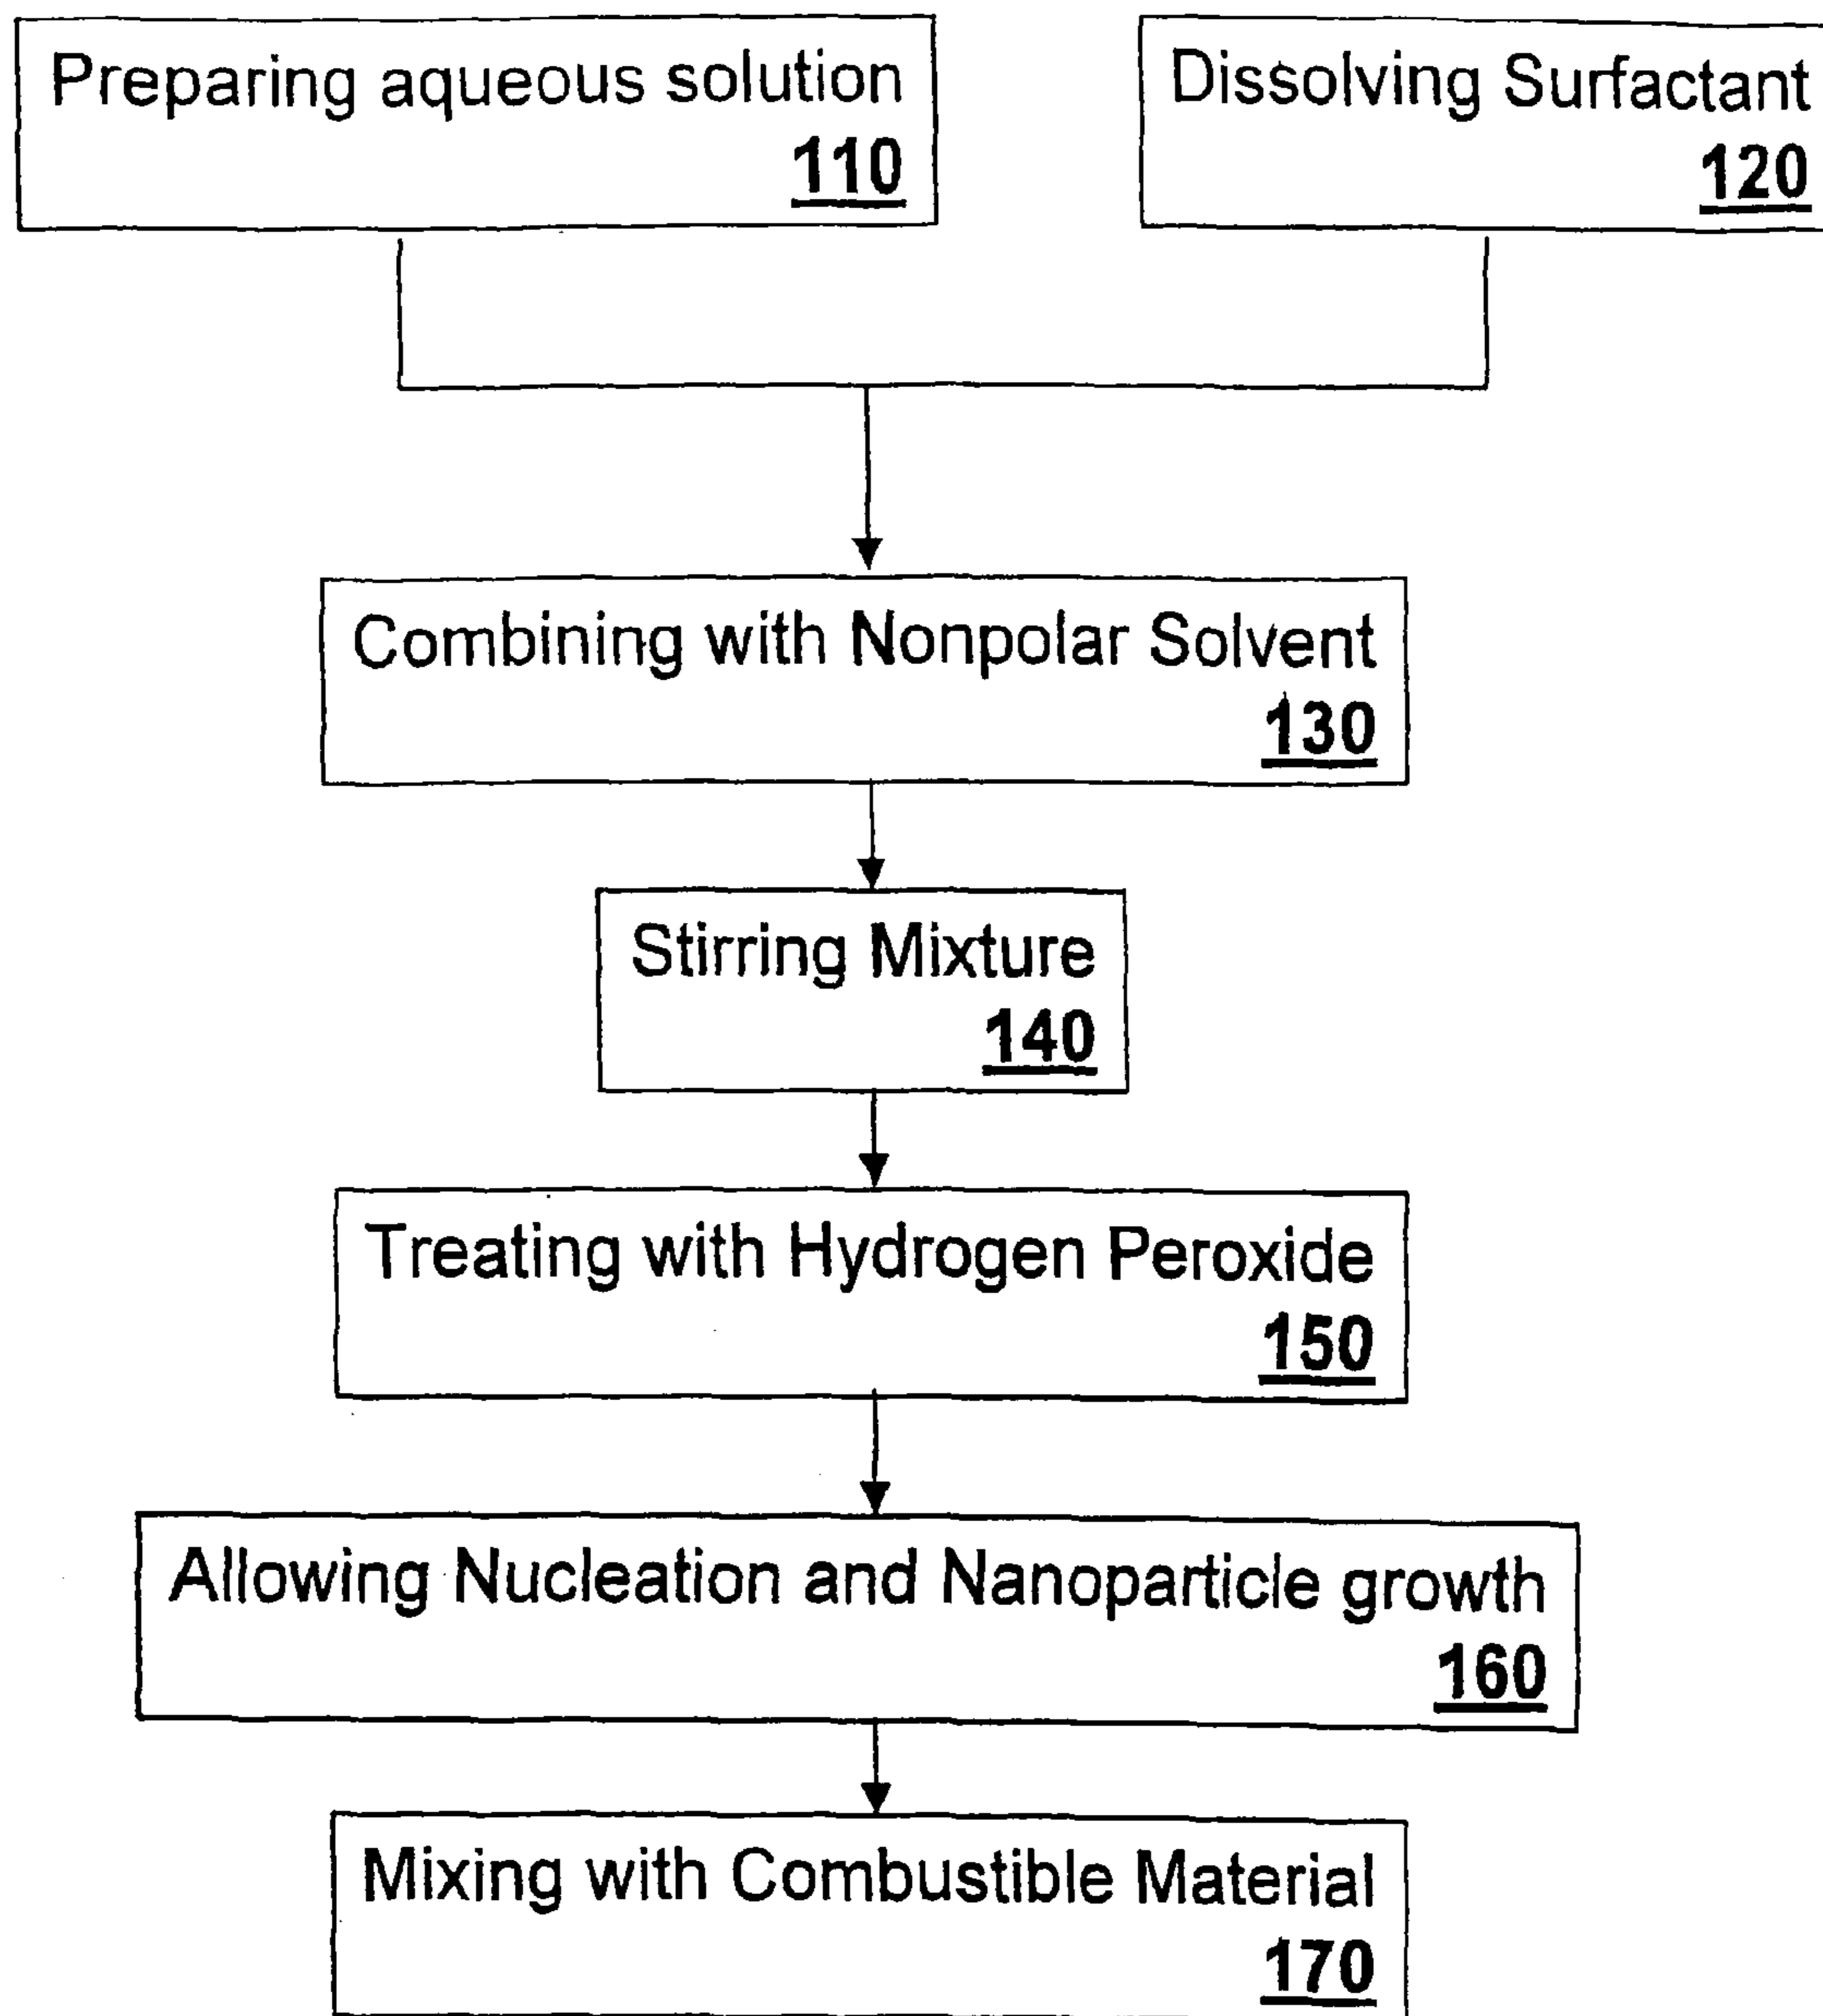 Preparing aqueous solution
110
Dissolving Surfactant
120
Combining with Nonpolar Solvent
130
Stirring Mixture
140
Treating with Hydrogen Peroxide
150
Allowing Nucleation and Nanoparticle growth
160
Mixing with Combustible Material
170